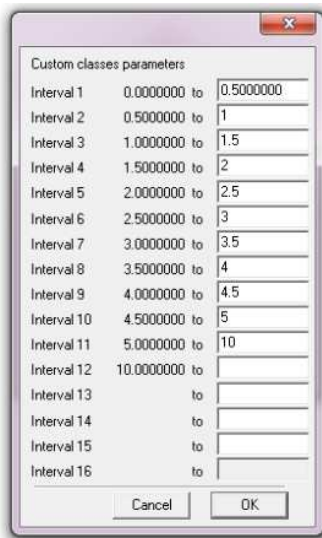 Custom classes parameters
Interval 1 0.0000000 to 0.5000000
Interval 2 0.5000000 to 1
Interval 3 1.0000000 to 1.5
Interval 4 1.5000000 to 2
Interval 5 2.0000000 to 2.5
Interval 6 2.5000000 to 3
Interval 7 3.0000000 to 3.5
Interval 8 3.5000000 to 4
Interval 9 4.0000000 to 4.5
Interval 10 4.5000000 to 5
Interval 11 5.0000000 to 10
Interval 12 10.0000000 to
Interval 13 to
Interval 14 to
Interval 15 to
Interval 16 to
Cancel OK